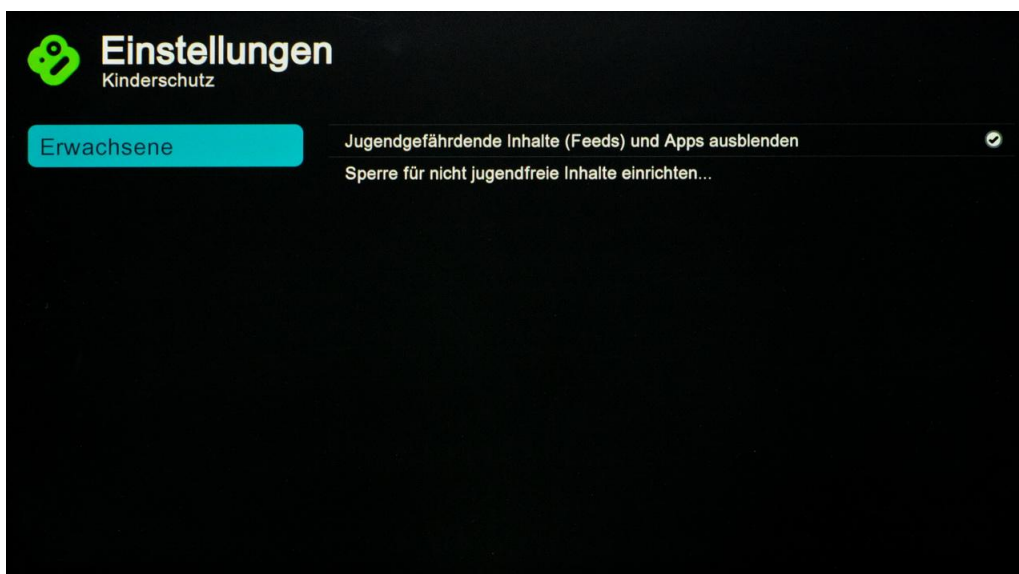 Einstellungen
Kinderschutz
Erwachsene
Jugendgefährdende Inhalte (Feeds) und Apps ausblenden
Sperre für nicht jugendfreie Inhalte einrichten...